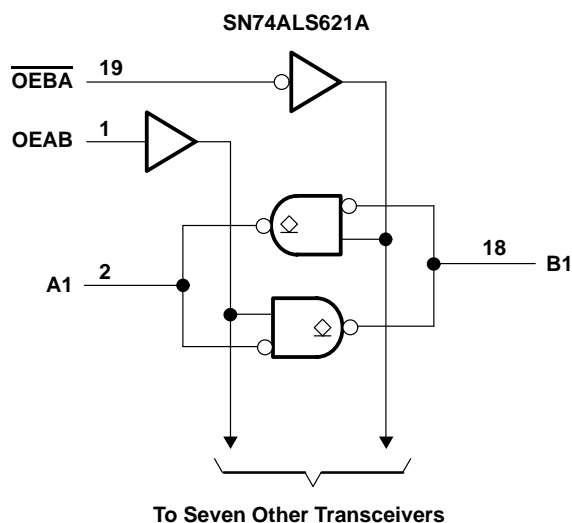 SN74ALS621A
OEBA 19
OEAB 1
A1 2
18 B1
To Seven Other Transceivers